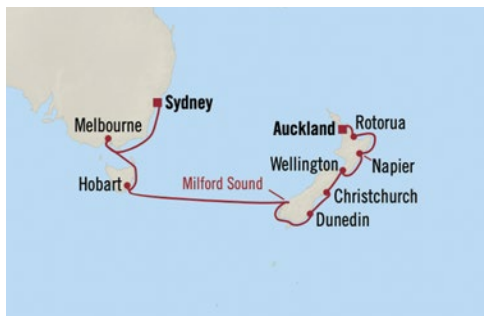 Sydney
Melbourne
Auckland
Rotorua
Wellington
Napier
Hobart
Milford Sound
Christchurch
Dunedin